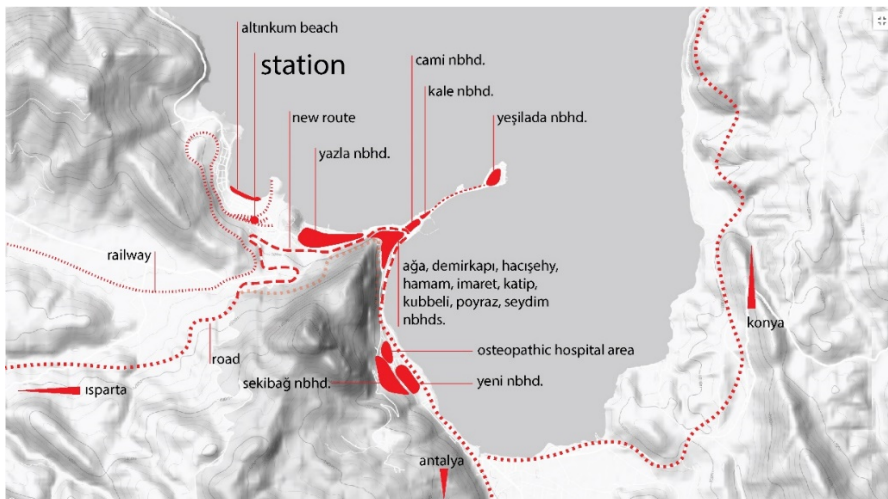 altınkum beach
station
cami nbhd.
kale nbhd.
new route
yeşilada nbhd.
yazla nbhd.
railway
ağa, demirkapı, hacışehy,
hamam, imaret, katip,
kubbeli, poyraz, seydim
nbhds.
konya
road
osteopathic hospital area
ısparta
sekibağ nbhd.
yeni nbhd.
antalya